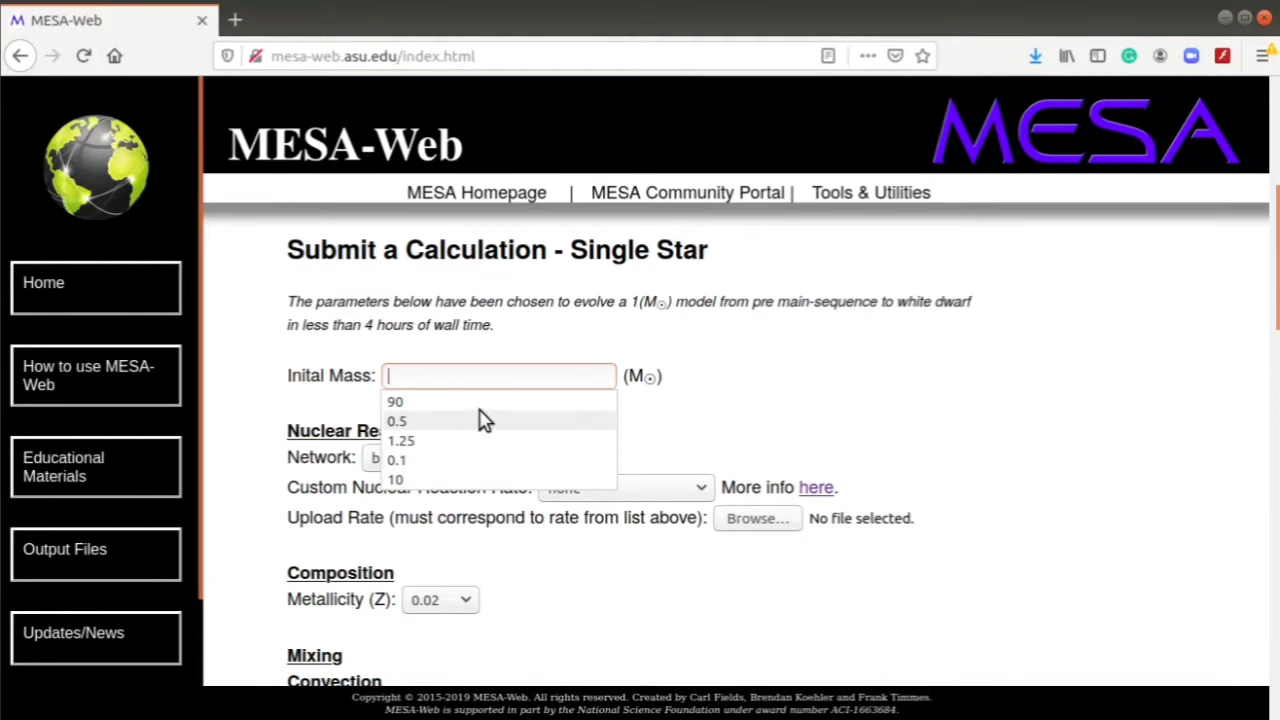 MESA-Web
mesa-web.asu.edu/index.html
MESA-Web
MESA
MESA Homepage | MESA Community Portal | Tools & Utilities
Home
How to use MESA-
Web
Educational
Materials
Output Files
Updates/News
Submit a Calculation - Single Star
The parameters below have been chosen to evolve a 1(M☉) model from pre main-sequence to white dwarf
in less than 4 hours of wall time.
Inital Mass: (M☉)
90
0.5
1.25
0.1
10
Nuclear Re
Network: b
Custom Nuclear Reaction Rate: none More info here.
Upload Rate (must correspond to rate from list above): Browse... No file selected.
Composition
Metallicity (Z): 0.02
Mixing
Convection
Copyright © 2015-2019 MESA-Web. All rights reserved. Created by Carl Fields, Brendan Koehler and Frank Timmes.
MESA-Web is supported in part by the National Science Foundation under award number ACI-1663684.